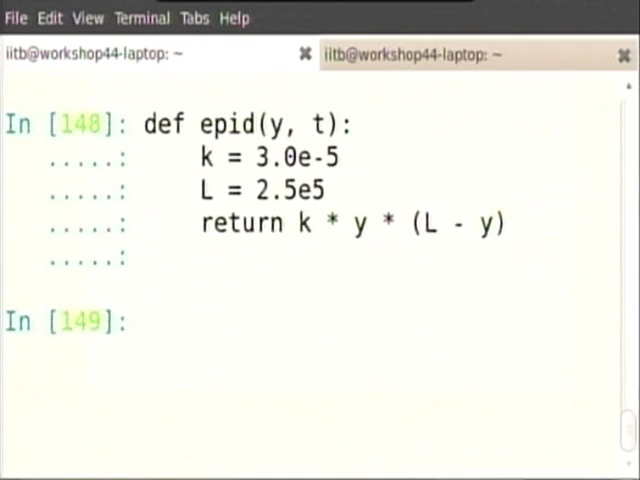 File Edit View Terminal Tabs Help
iitb@workshop44-laptop: ~ ✖ iitb@workshop44-laptop: ~ ✖
In [148]: def epid(y, t):
.....: k = 3.0e-5
.....: L = 2.5e5
.....: return k * y * (L - y)
.....:
In [149]: